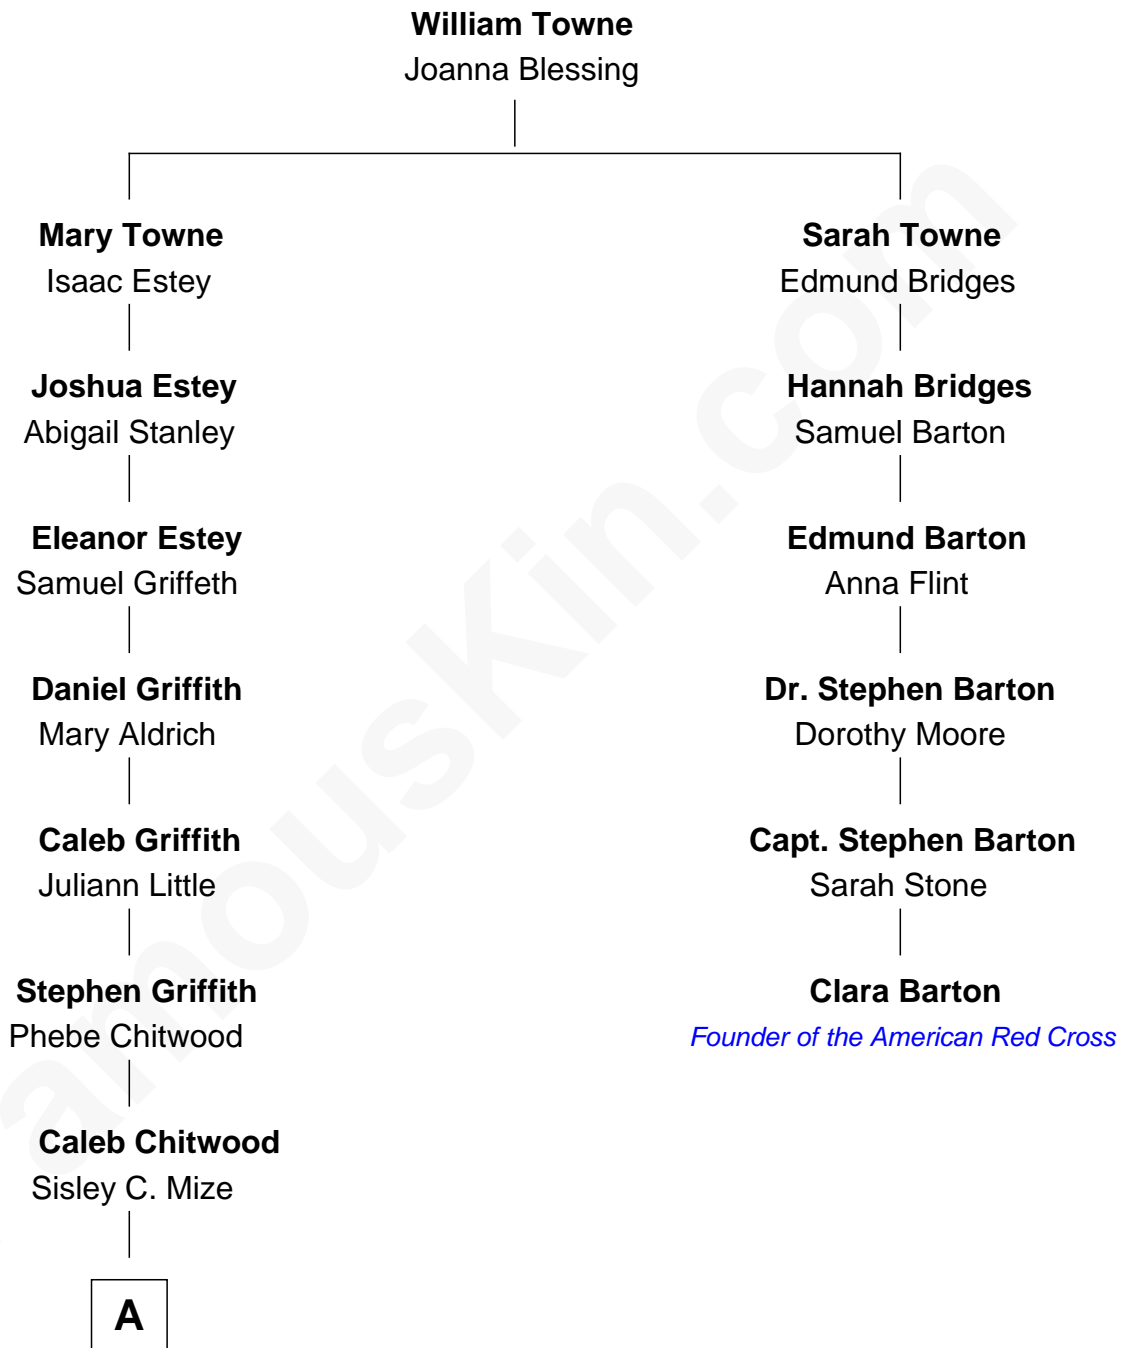 William Towne
Joanna Blessing
Mary Towne
Isaac Estey
Sarah Towne
Edmund Bridges
Joshua Estey
Abigail Stanley
Hannah Bridges
Samuel Barton
Eleanor Estey
Samuel Griffeth
Edmund Barton
Anna Flint
Daniel Griffith
Mary Aldrich
Dr. Stephen Barton
Dorothy Moore
Caleb Griffith
Juliann Little
Capt. Stephen Barton
Sarah Stone
Stephen Griffith
Phebe Chitwood
Clara Barton
Founder of the American Red Cross
Caleb Chitwood
Sisley C. Mize
A
amousKin.com